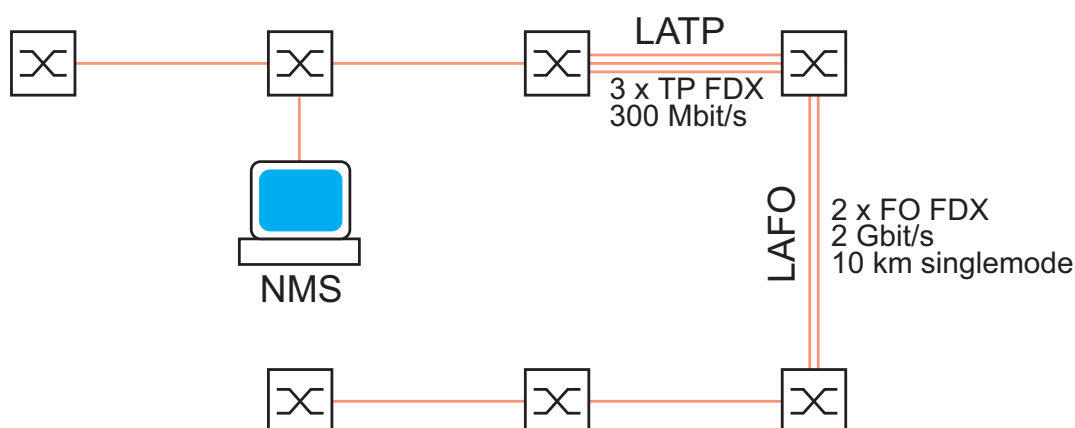 LATP
3 x TP FDX
300 Mbit/s
LAFO
2 x FO FDX
2 Gbit/s
10 km singlemode
NMS